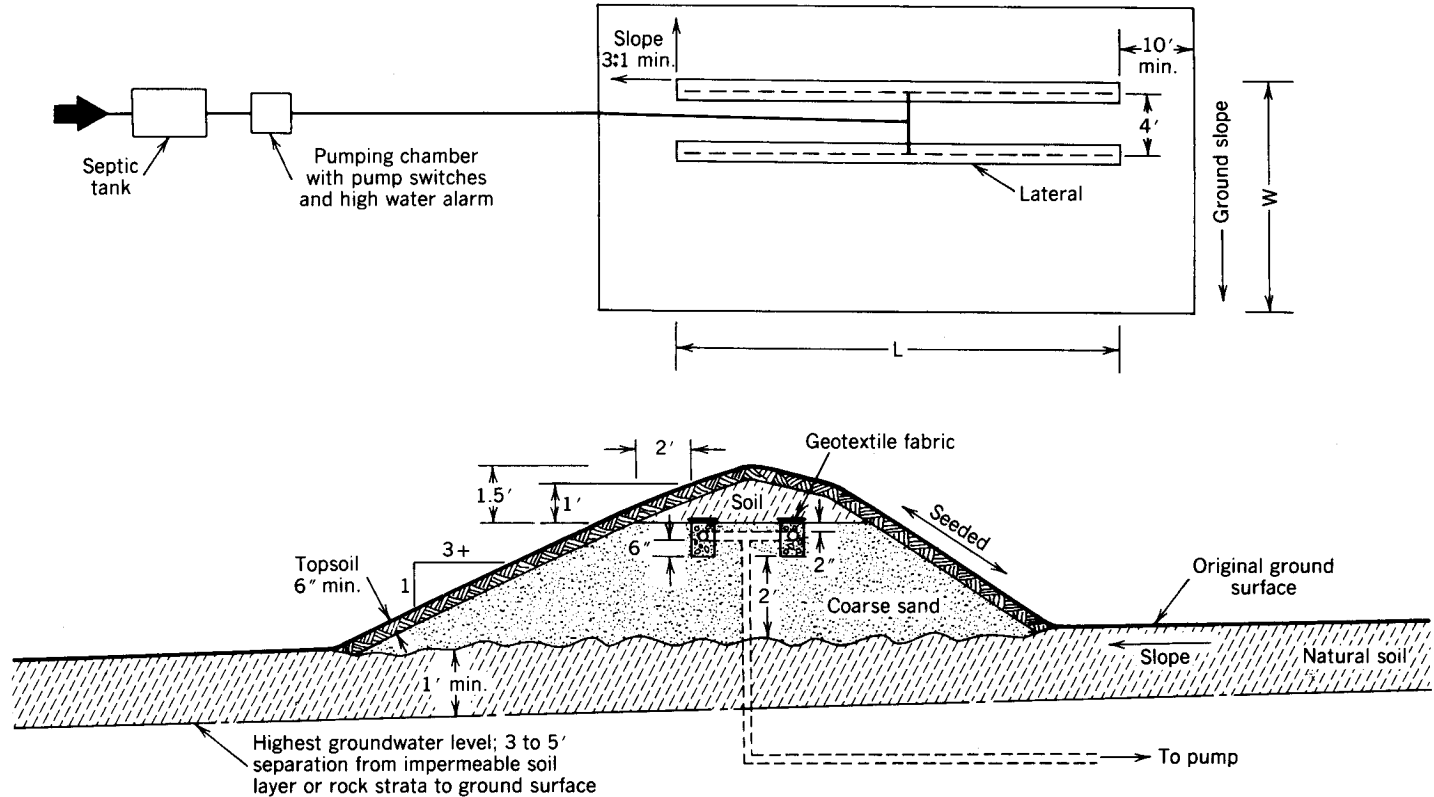 Slope
3:1 min.
10′
min.
4′
Septic
tank
Pumping chamber
with pump switches
and high water alarm
Lateral
Ground slope
W
L
2′
Geotextile fabric
1.5′
1′
Soil
Seeded
3+
1
6″
2″
Topsoil
6″ min.
2′
Coarse sand
Original ground
surface
Slope
Natural soil
1′ min.
Highest groundwater level; 3 to 5′
separation from impermeable soil
layer or rock strata to ground surface
To pump